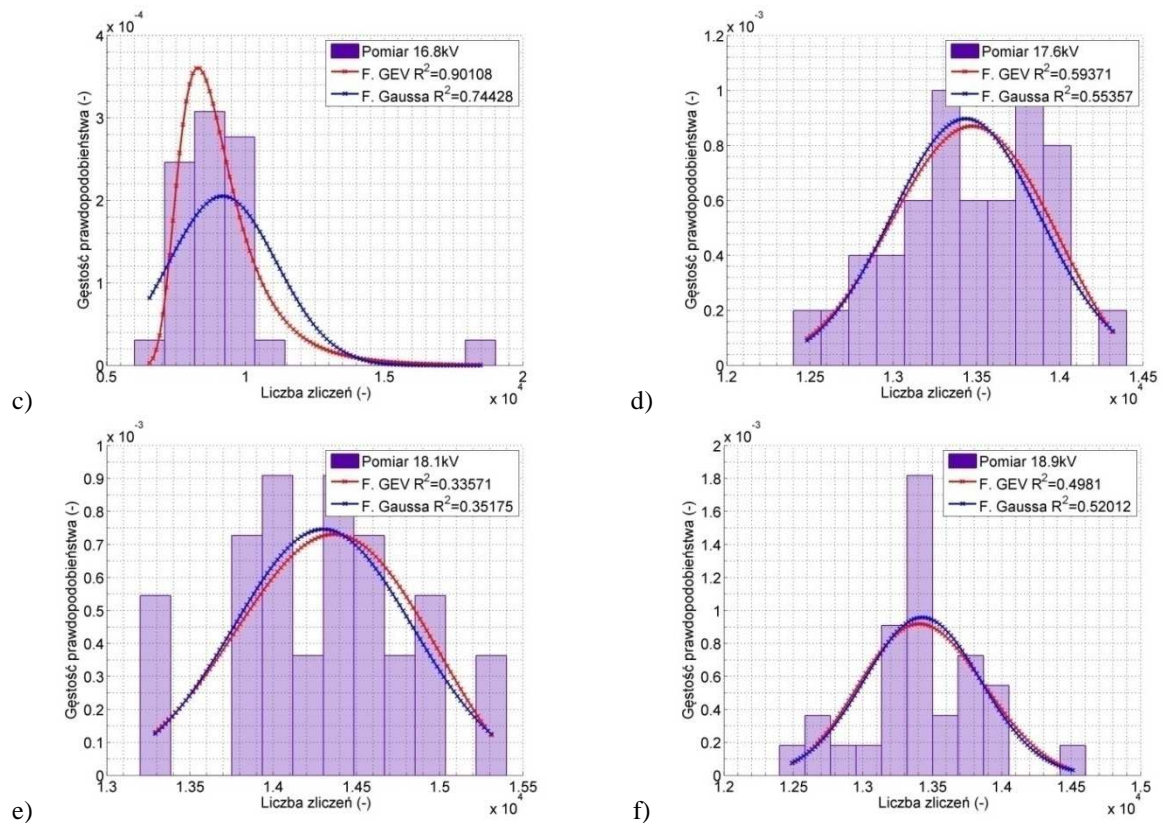 x 10⁻⁴
4
3
2
1
0
0.5
1
1.5
2
x 10⁴
Gęstość prawdopodobieństwa (-)
Liczba zliczeń (-)
Pomiar 16.8kV
F. GEV R²=0.90108
F. Gaussa R²=0.74428
c)
x 10⁻³
1.2
1
0.8
0.6
0.4
0.2
0
1.2
1.25
1.3
1.35
1.4
1.45
x 10⁴
Gęstość prawdopodobieństwa (-)
Liczba zliczeń (-)
Pomiar 17.6kV
F. GEV R²=0.59371
F. Gaussa R²=0.55357
d)
x 10⁻³
1
0.9
0.8
0.7
0.6
0.5
0.4
0.3
0.2
0.1
0
1.3
1.35
1.4
1.45
1.5
1.55
x 10⁴
Gęstość prawdopodobieństwa (-)
Liczba zliczeń (-)
Pomiar 18.1kV
F. GEV R²=0.33571
F. Gaussa R²=0.35175
e)
x 10⁻³
2
1.8
1.6
1.4
1.2
1
0.8
0.6
0.4
0.2
0
1.2
1.25
1.3
1.35
1.4
1.45
1.5
x 10⁴
Gęstość prawdopodobieństwa (-)
Liczba zliczeń (-)
Pomiar 18.9kV
F. GEV R²=0.4981
F. Gaussa R²=0.52012
f)